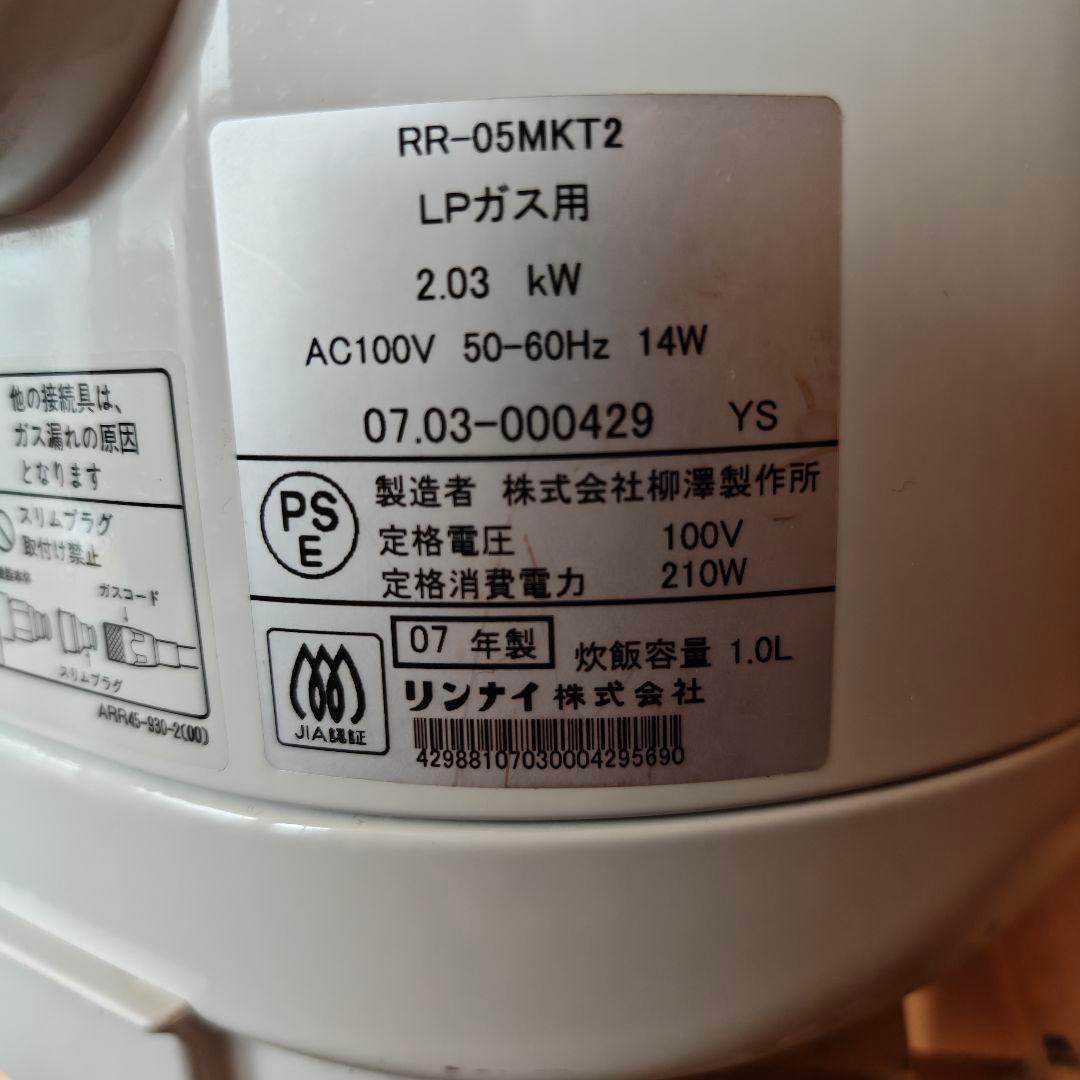 RR-05MKT2
LPガス用
2.03 kW
AC100V 50-60Hz 14W
07.03-000429 YS
PS
E
製造者 株式会社柳澤製作所
定格電圧 100V
定格消費電力 210W
JIA認証
07 年製 炊飯容量 1.0L
リンナイ株式会社
42988107030004295690
他の接続具は、
ガス漏れの原因
となります
スリムプラグ
取付け禁止
ガスコード
スリムプラグ
ARR45-930-2(00)